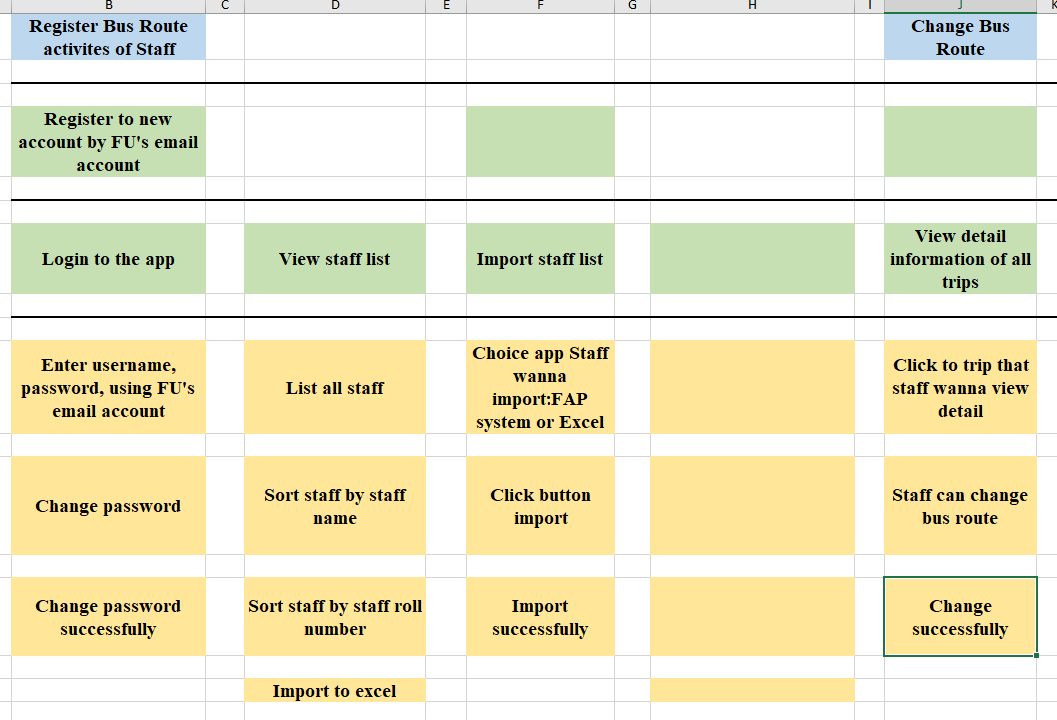 B C D E F G H I J K
Register Bus Route
activites of Staff
Change Bus
Route
Register to new
account by FU's email
account
Login to the app
View staff list
Import staff list
View detail
information of all
trips
Enter username,
password, using FU's
email account
List all staff
Choice app Staff
wanna
import:FAP
system or Excel
Click to trip that
staff wanna view
detail
Change password
Sort staff by staff
name
Click button
import
Staff can change
bus route
Change password
successfully
Sort staff by staff roll
number
Import
successfully
Change
successfully
Import to excel